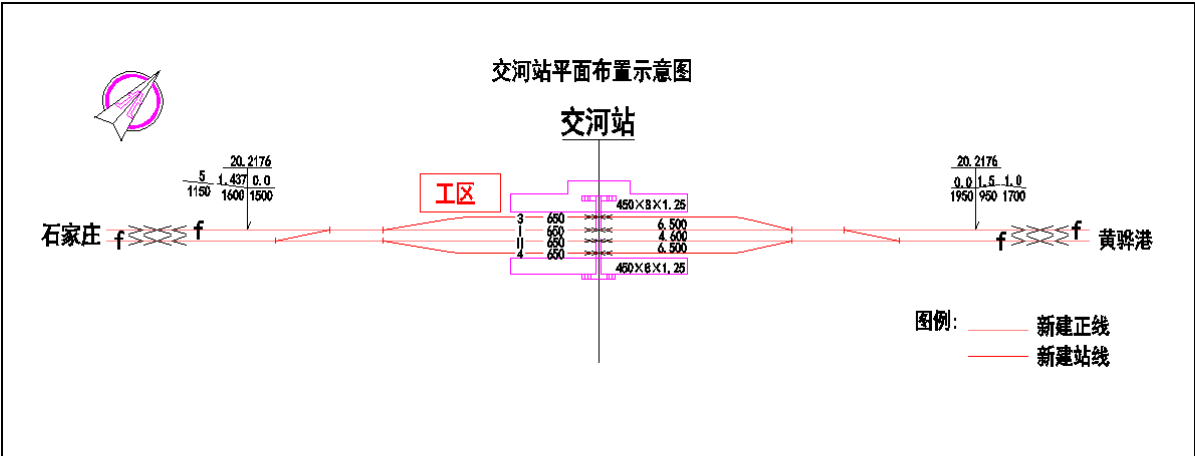 交河站平面布置示意图
交河站
20.2176
5 1.437 0.0
1150 1600 1500
20.2176
0.0 1.5 1.0
1950 950 1700
工区
450×8×1.25
3 650 6.500
I 650 4.600
II 650 6.500
4 650
450×8×1.25
石家庄 f f
f f 黄骅港
图例:
新建正线
新建站线